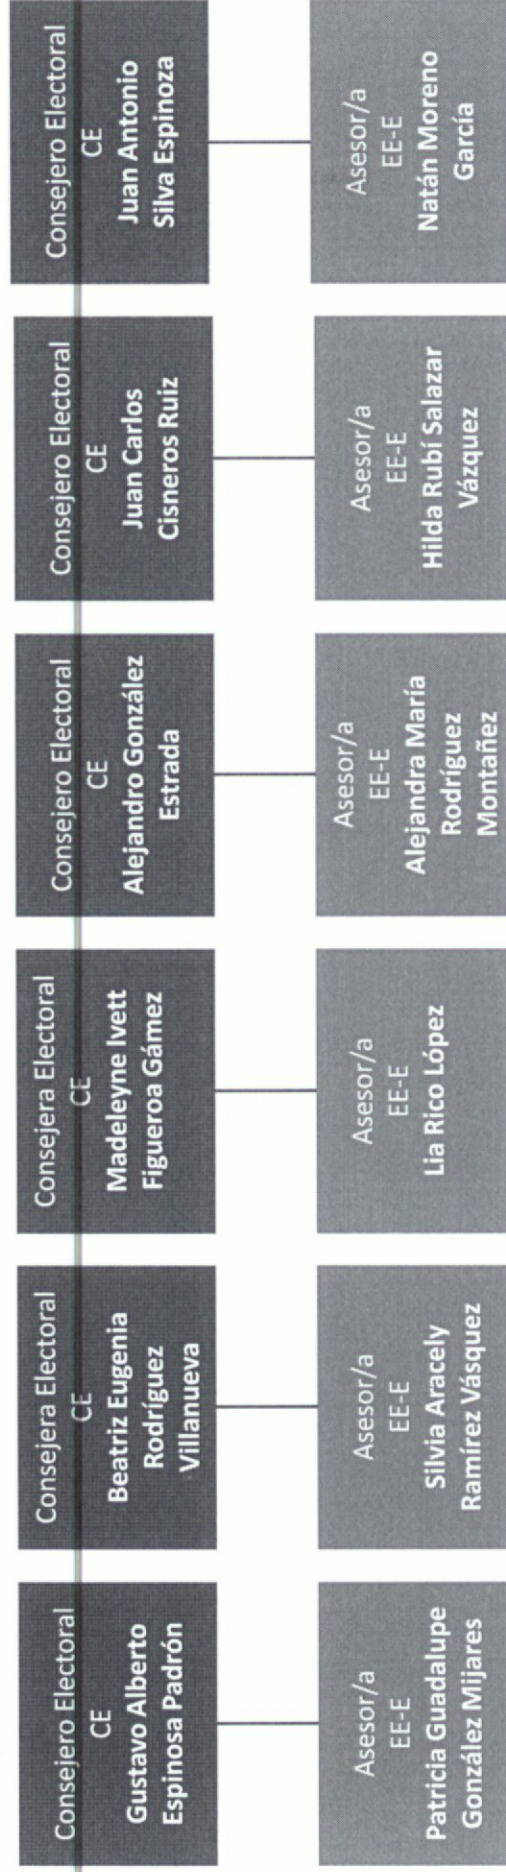 Consejero Electoral
CE
Gustavo Alberto
Espinosa Padrón
Consejera Electoral
CE
Beatriz Eugenia
Rodríguez
Villanueva
Consejera Electoral
CE
Madeleyne Ivett
Figueroa Gámez
Consejero Electoral
CE
Alejandro González
Estrada
Consejero Electoral
CE
Juan Carlos
Cisneros Ruiz
Consejero Electoral
CE
Juan Antonio
Silva Espinoza
Asesor/a
EE-E
Patricia Guadalupe
González Mijares
Asesor/a
EE-E
Silvia Aracely
Ramírez Vásquez
Asesor/a
EE-E
Lia Rico López
Asesor/a
EE-E
Alejandra María
Rodríguez
Montañez
Asesor/a
EE-E
Hilda Rubí Salazar
Vázquez
Asesor/a
EE-E
Natán Moreno
García